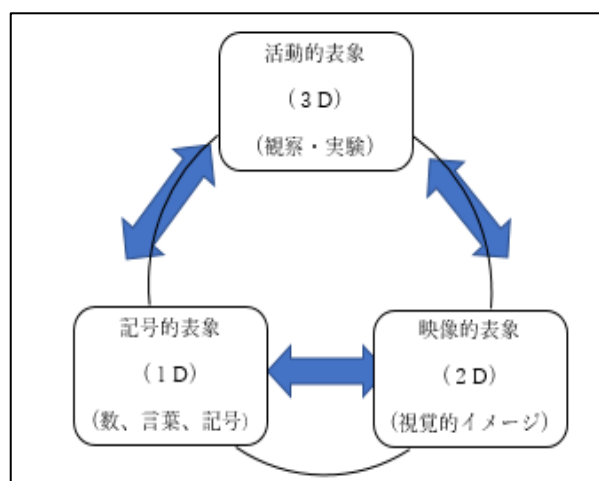 活動的表象
（３Ｄ）
（観察・実験）
記号的表象
（１Ｄ）
（数、言葉、記号）
映像的表象
（２Ｄ）
（視覚的イメージ）